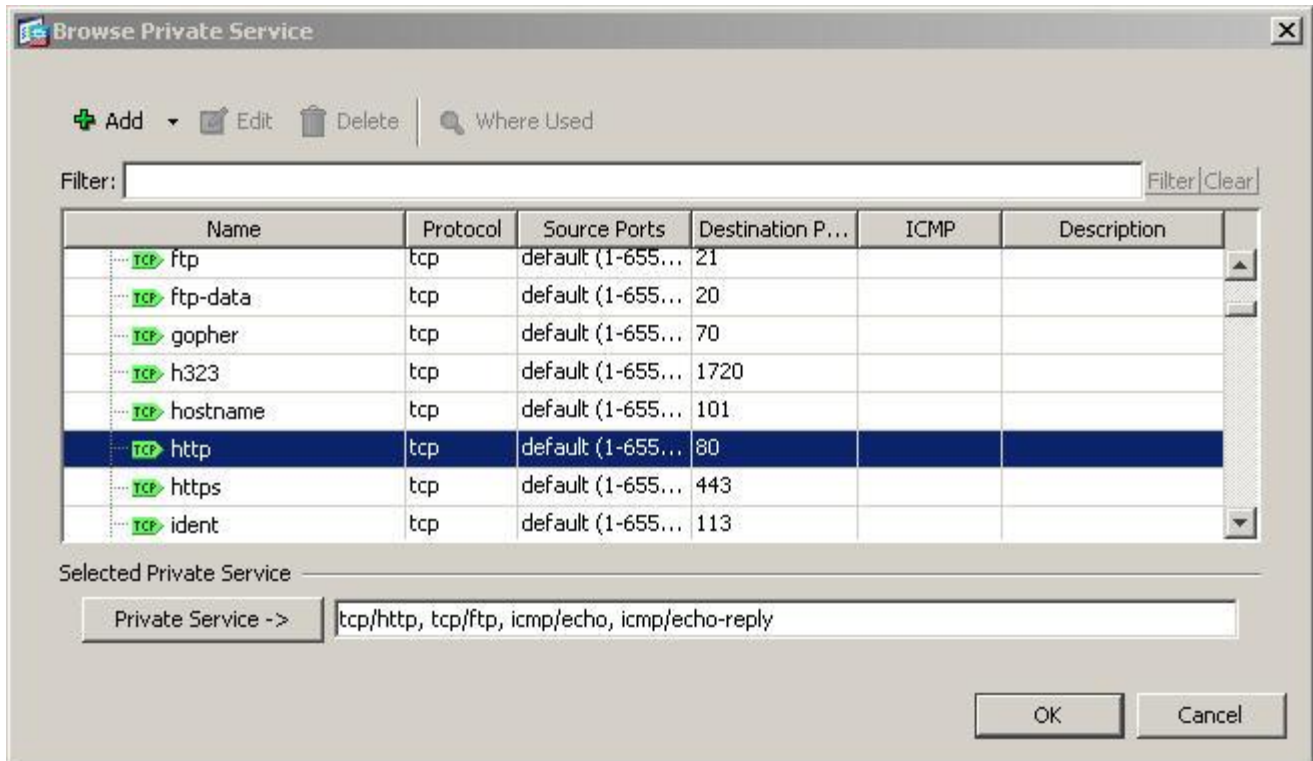 Browse Private Service
Add Edit Delete Where Used
Filter: Filter Clear
Name Protocol Source Ports Destination P... ICMP Description
TCP ftp tcp default (1-655... 21
TCP ftp-data tcp default (1-655... 20
TCP gopher tcp default (1-655... 70
TCP h323 tcp default (1-655... 1720
TCP hostname tcp default (1-655... 101
TCP http tcp default (1-655... 80
TCP https tcp default (1-655... 443
TCP ident tcp default (1-655... 113
Selected Private Service
Private Service -> tcp/http, tcp/ftp, icmp/echo, icmp/echo-reply
OK Cancel